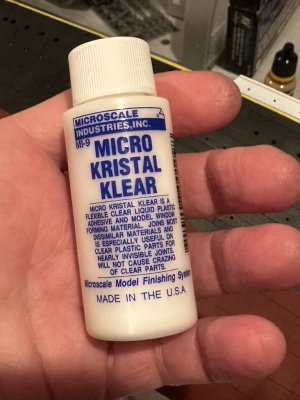 MICROSCALE
INDUSTRIES, INC.
MI-9
MICRO
KRISTAL
KLEAR
MICRO KRISTAL KLEAR IS A
FLEXIBLE CLEAR LIQUID PLASTIC
ADHESIVE AND MODEL WINDOW
FORMING MATERIAL. JOINS MOST
DISSIMILAR MATERIALS AND
IS ESPECIALLY USEFUL ON
CLEAR PLASTIC PARTS FOR
NEARLY INVISIBLE JOINTS.
WILL NOT CAUSE CRAZING
OF CLEAR PARTS.
Microscale Model Finishing System
MADE IN THE U.S.A.